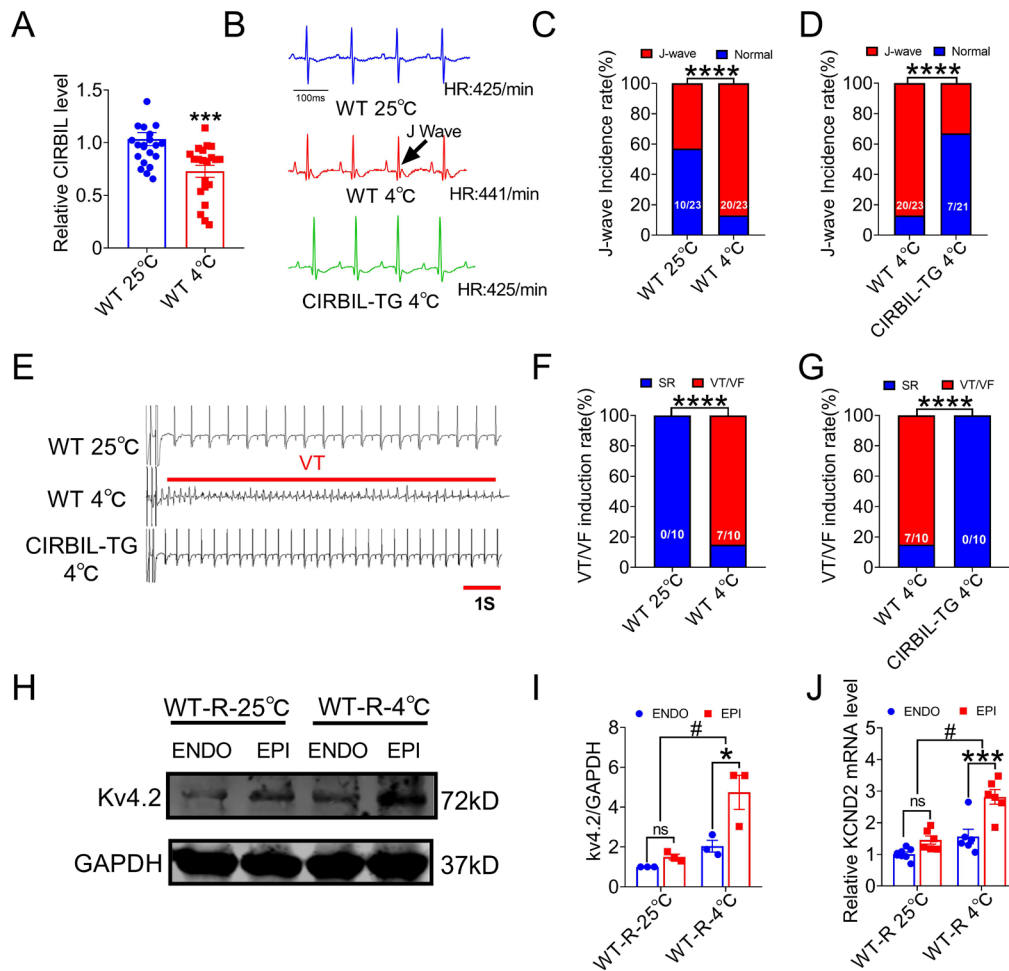 A
Relative CIRBIL level
1.5
1.0
0.5
0
***
WT 25℃
WT 4℃
B
HR:425/min
100ms
WT 25℃
J Wave
WT 4℃
HR:441/min
HR:425/min
CIRBIL-TG 4℃
C
J-wave
Normal
****
J-wave Incidence rate(%)
100
80
60
40
20
0
10/23
20/23
WT 25℃
WT 4℃
D
J-wave
Normal
****
J-wave Incidence rate(%)
100
80
60
40
20
0
20/23
7/21
WT 4℃
CIRBIL-TG 4℃
E
WT 25℃
VT
WT 4℃
CIRBIL-TG
4℃
1S
F
SR
VT/VF
****
VT/VF induction rate(%)
100
80
60
40
20
0
0/10
7/10
WT 25℃
WT 4℃
G
SR
VT/VF
****
VT/VF induction rate(%)
100
80
60
40
20
0
7/10
0/10
WT 4℃
CIRBIL-TG 4℃
H
WT-R-25℃
WT-R-4℃
ENDO
EPI
ENDO
EPI
Kv4.2
72kD
GAPDH
37kD
I
ENDO
EPI
kv4.2/GAPDH
8
6
4
2
0
#
*
ns
WT-R-25℃
WT-R-4℃
J
ENDO
EPI
Relative KCND2 mRNA level
5
4
3
2
1
0
#
***
ns
WT-R 25℃
WT-R 4℃